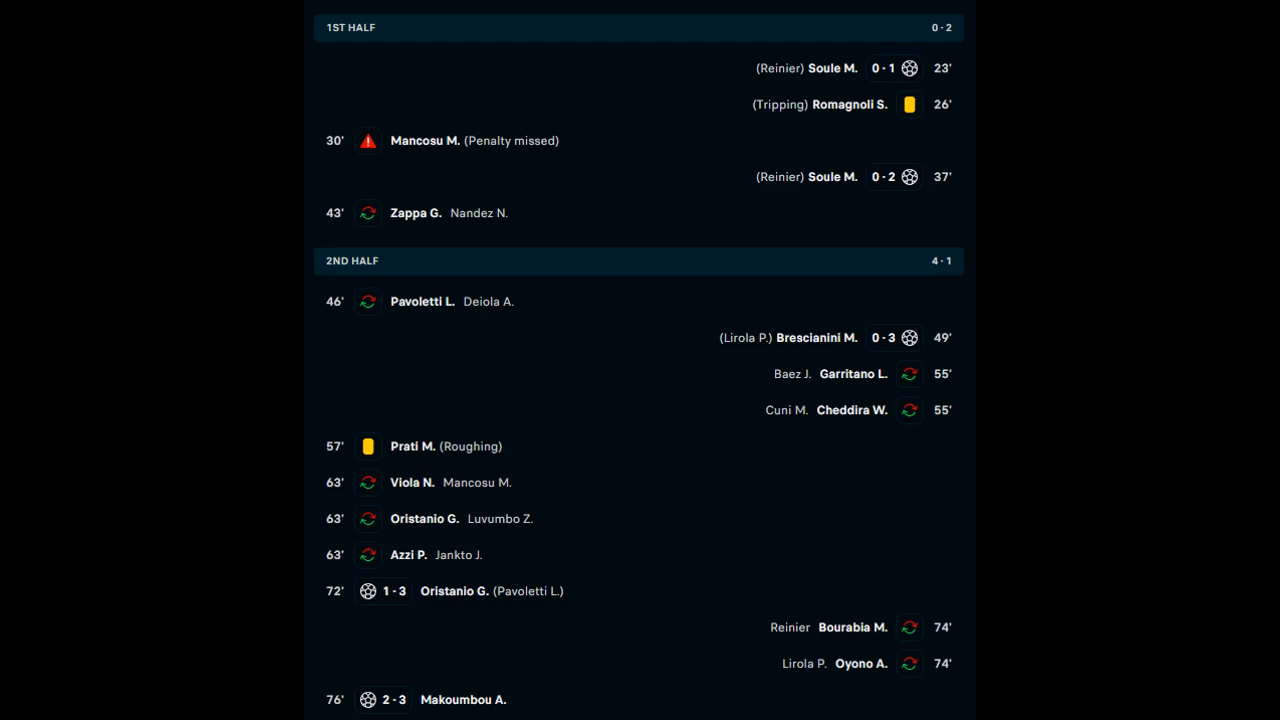 1ST HALF 0 - 2
(Reinier) Soule M. 0 - 1 23'
(Tripping) Romagnoli S. 26'
30' Mancosu M. (Penalty missed)
(Reinier) Soule M. 0 - 2 37'
43' Zappa G. Nandez N.
2ND HALF 4 - 1
46' Pavoletti L. Deiola A.
(Lirola P.) Brescianini M. 0 - 3 49'
Baez J. Garritano L. 55'
Cuni M. Cheddira W. 55'
57' Prati M. (Roughing)
63' Viola N. Mancosu M.
63' Oristanio G. Luvumbo Z.
63' Azzi P. Jankto J.
72' 1 - 3 Oristanio G. (Pavoletti L.)
Reinier Bourabia M. 74'
Lirola P. Oyono A. 74'
76' 2 - 3 Makoumbou A.